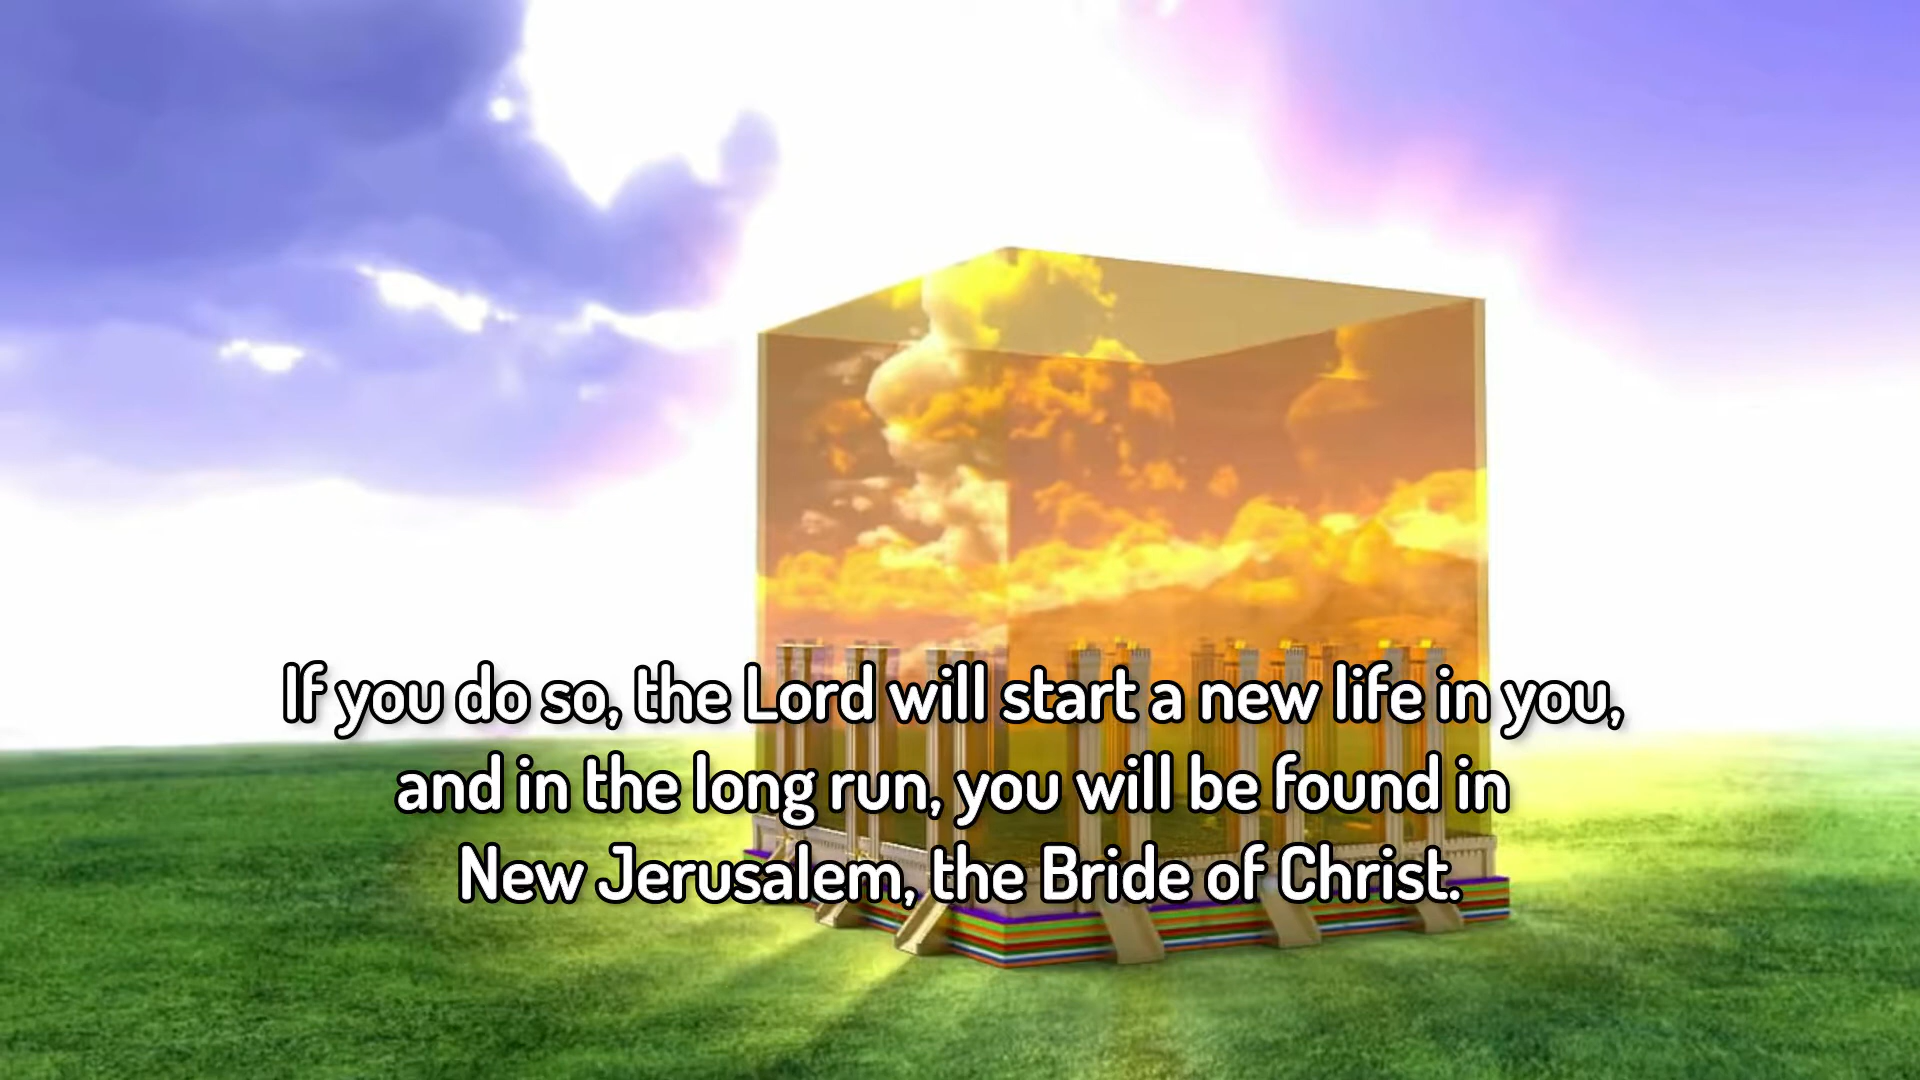 If you do so, the Lord will start a new life in you,
and in the long run, you will be found in
New Jerusalem, the Bride of Christ.